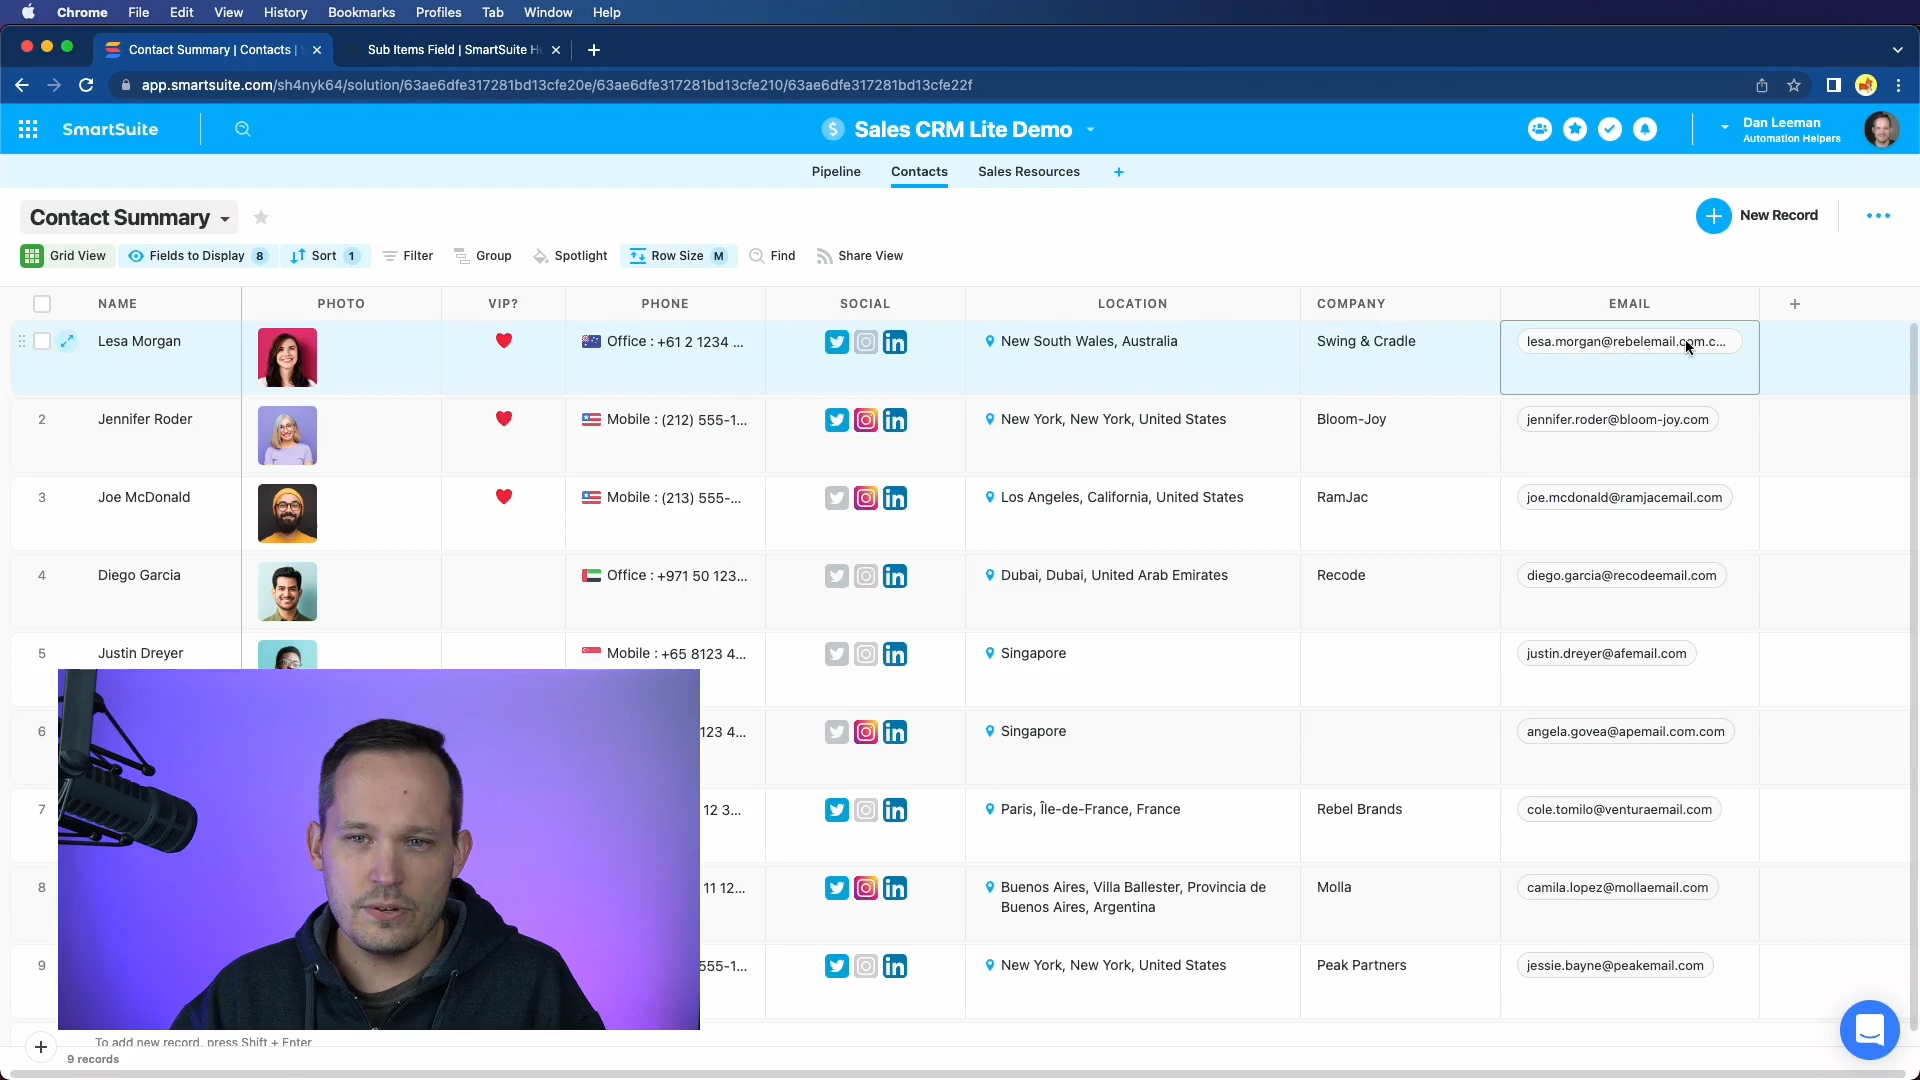 Chrome File Edit View History Bookmarks Profiles Tab Window Help
Contact Summary | Contacts | Sub Items Field | SmartSuite H
app.smartsuite.com/sh4nyk64/solution/63ae6dfe317281bd13cfe20e/63ae6dfe317281bd13cfe210/63ae6dfe317281bd13cfe22f
SmartSuite $ Sales CRM Lite Demo Dan Leeman
Automation Helpers
Pipeline Contacts Sales Resources +
Contact Summary + New Record
Grid View Fields to Display 8 Sort 1 Filter Group Spotlight Row Size M Find Share View
NAME PHOTO VIP? PHONE SOCIAL LOCATION COMPANY EMAIL +
Lesa Morgan Office : +61 2 1234 ... New South Wales, Australia Swing & Cradle lesa.morgan@rebelemail.com.c...
2 Jennifer Roder Mobile : (212) 555-1... New York, New York, United States Bloom-Joy jennifer.roder@bloom-joy.com
3 Joe McDonald Mobile : (213) 555-... Los Angeles, California, United States RamJac joe.mcdonald@ramjacemail.com
4 Diego Garcia Office : +971 50 123... Dubai, Dubai, United Arab Emirates Recode diego.garcia@recodeemail.com
5 Justin Dreyer Mobile : +65 8123 4... Singapore justin.dreyer@afemail.com
6 123 4... Singapore angela.govea@apemail.com.com
7 12 3... Paris, Île-de-France, France Rebel Brands cole.tomilo@venturaemail.com
8 11 12... Buenos Aires, Villa Ballester, Provincia de Molla camila.lopez@mollaemail.com
Buenos Aires, Argentina
9 555-1... New York, New York, United States Peak Partners jessie.bayne@peakemail.com
+ To add new record, press Shift + Enter
9 records